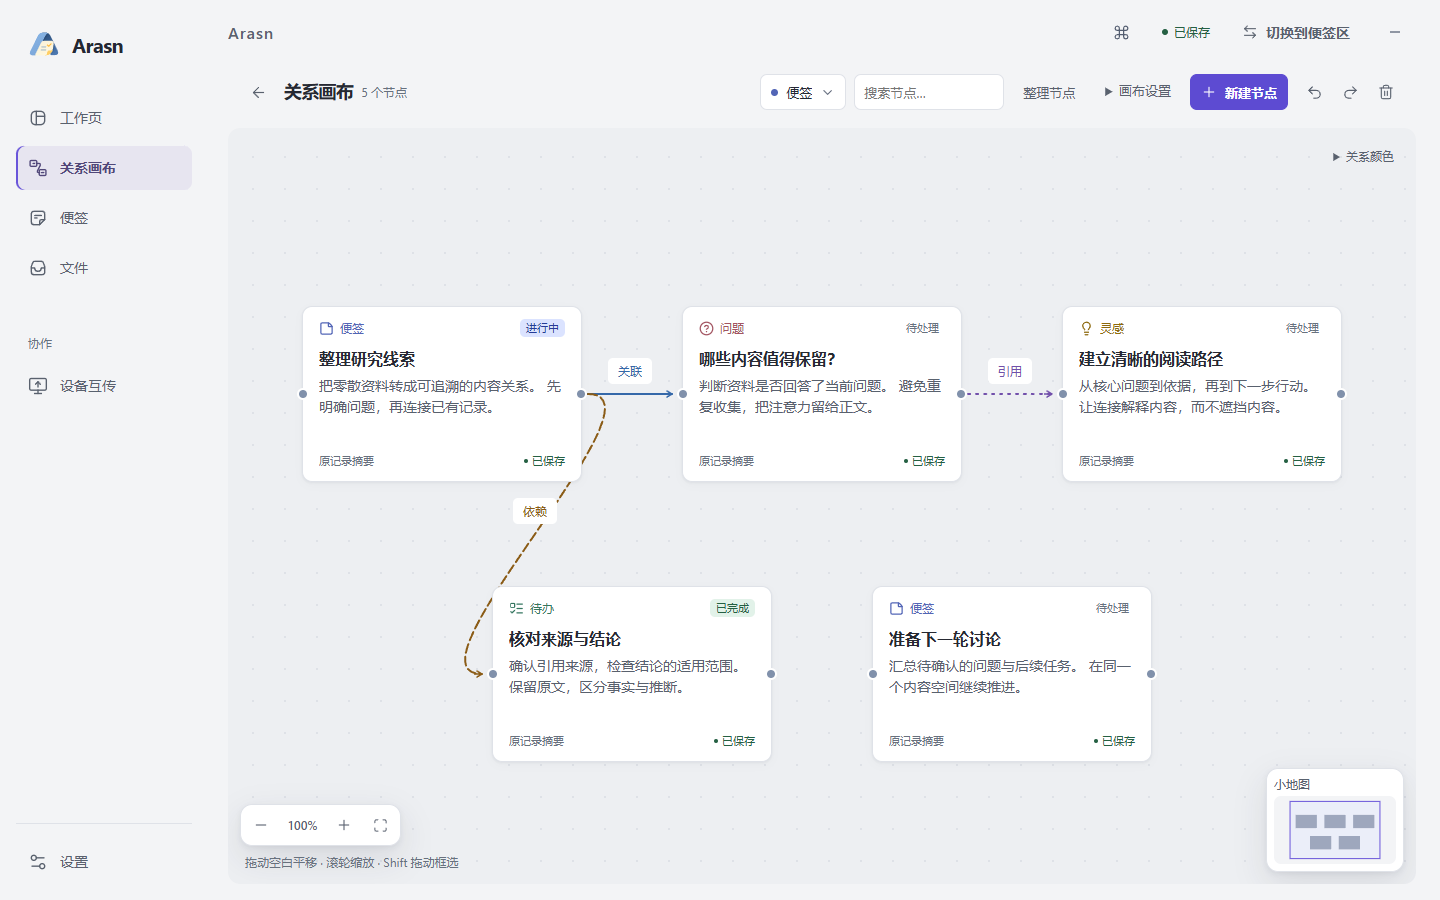 Arasn
工作页
关系画布
便签
文件
协作
设备互传
设置
Arasn
已保存
切换到便签区
关系画布 5 个节点
便签
搜索节点...
整理节点
画布设置
新建节点
关系颜色
便签 进行中
整理研究线索
把零散资料转成可追溯的内容关系。 先
明确问题，再连接已有记录。
原记录摘要 已保存
关联
问题 待处理
哪些内容值得保留？
判断资料是否回答了当前问题。 避免重
复收集，把注意力留给正文。
原记录摘要 已保存
引用
灵感 待处理
建立清晰的阅读路径
从核心问题到依据，再到下一步行动。
让连接解释内容，而不遮挡内容。
原记录摘要 已保存
依赖
待办 已完成
核对来源与结论
确认引用来源，检查结论的适用范围。
保留原文，区分事实与推断。
原记录摘要 已保存
便签 待处理
准备下一轮讨论
汇总待确认的问题与后续任务。 在同一
个内容空间继续推进。
原记录摘要 已保存
小地图
100%
拖动空白平移 · 滚轮缩放 · Shift 拖动框选